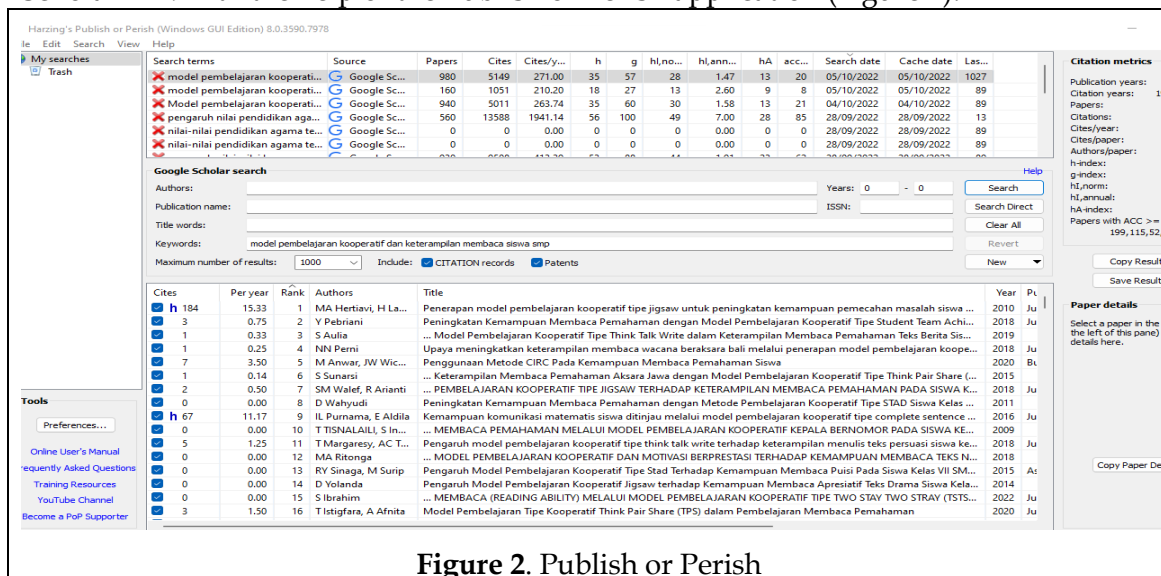 Harzing's Publish or Perish (Windows GUI Edition) 8.0.3590.7978
Edit Search View Help
My searches
Trash
Search terms Source Papers Cites Cites/y... h g hI,no... hI,ann... hA acc... Search date Cache date Las...
model pembelajaran kooperati... Google Sc... 980 5149 271.00 35 57 28 1.47 13 20 05/10/2022 05/10/2022 1027
model pembelajaran kooperati... Google Sc... 160 1051 210.20 18 27 13 2.60 9 8 05/10/2022 05/10/2022 89
Model pembelajaran kooperati... Google Sc... 940 5011 263.74 35 60 30 1.58 13 21 04/10/2022 04/10/2022 89
pengaruh nilai pendidikan aga... Google Sc... 560 13588 1941.14 56 100 49 7.00 28 85 28/09/2022 28/09/2022 13
nilai-nilai pendidikan agama te... Google Sc... 0 0 0.00 0 0 0 0.00 0 0 28/09/2022 28/09/2022 89
nilai-nilai pendidikan agama te... Google Sc... 0 0 0.00 0 0 0 0.00 0 0 28/09/2022 28/09/2022 89
Google Scholar search Help
Authors: Years: 0 - 0 Search
Publication name: ISSN: Search Direct
Title words: Clear All
Keywords: model pembelajaran kooperatif dan keterampilan membaca siswa smp Revert
Maximum number of results: 1000 Include: CITATION records Patents New
Cites Per year Rank Authors Title Year
h 184 15.33 1 MA Hertiavi, H La... Penerapan model pembelajaran kooperatif tipe jigsaw untuk peningkatan kemampuan pemecahan masalah siswa ... 2010 Ju
3 0.75 2 Y Pebriani Peningkatan Kemampuan Membaca Pemahaman dengan Model Pembelajaran Kooperatif Tipe Student Team Achi... 2018 Ju
1 0.33 3 S Aulia ... Model Pembelajaran Kooperatif Tipe Think Talk Write dalam Keterampilan Membaca Pemahaman Teks Berita Sis... 2019
1 0.25 4 NN Perni Upaya meningkatkan keterampilan membaca wacana beraksara bali melalui penerapan model pembelajaran koope... 2018 Ju
7 3.50 5 M Anwar, JW Wic... Penggunaan Metode CIRC Pada Kemampuan Membaca Pemahaman Siswa 2020 Bu
1 0.14 6 S Sunarsi ... Keterampilan Membaca Pemahaman Aksara Jawa dengan Model Pembelajaran Kooperatif Tipe Think Pair Share (... 2015
2 0.50 7 SM Walef, R Arianti ... PEMBELAJARAN KOOPERATIF TIPE JIGSAW TERHADAP KETERAMPILAN MEMBACA PEMAHAMAN PADA SISWA K... 2018 Ju
0 0.00 8 D Wahyudi Peningkatan Kemampuan Membaca Pemahaman dengan Metode Pembelajaran Kooperatif Tipe STAD Siswa Kelas ... 2011
h 67 11.17 9 IL Purnama, E Aldila Kemampuan komunikasi matematis siswa ditinjau melalui model pembelajaran kooperatif tipe complete sentence ... 2016 Ju
0 0.00 10 T TISNALAILI, S In... ... MEMBACA PEMAHAMAN MELALUI MODEL PEMBELAJARAN KOOPERATIF KEPALA BERNOMOR PADA SISWA KE... 2009
5 1.25 11 T Margaresy, AC T... Pengaruh model pembelajaran kooperatif tipe think talk write terhadap keterampilan menulis teks persuasi siswa ke... 2018 Ju
0 0.00 12 MA Ritonga ... MODEL PEMBELAJARAN KOOPERATIF DAN MOTIVASI BERPRESTASI TERHADAP KEMAMPUAN MEMBACA TEKS N... 2018
0 0.00 13 RY Sinaga, M Surip Pengaruh Model Pembelajaran Kooperatif Tipe Stad Terhadap Kemampuan Membaca Puisi Pada Siswa Kelas VII SM... 2015 As
0 0.00 14 D Yolanda Pengaruh Model Pembelajaran Kooperatif Jigsaw terhadap Kemampuan Membaca Apresiatif Teks Drama Siswa Kela... 2014
0 0.00 15 S Ibrahim ... MEMBACA (READING ABILITY) MELALUI MODEL PEMBELAJARAN KOOPERATIF TIPE TWO STAY TWO STRAY (TSTS... 2022 Ju
3 1.50 16 T Istigfara, A Afnita Model Pembelajaran Tipe Kooperatif Think Pair Share (TPS) dalam Pembelajaran Membaca Pemahaman 2020 Ju
Tools
Preferences...
Online User's Manual
Frequently Asked Questions
Training Resources
YouTube Channel
Become a PoP Supporter
Citation metrics
Publication years:
Citation years:
Papers:
Citations:
Cites/year:
Cites/paper:
Authors/paper:
h-index:
g-index:
hI,norm:
hI,annual:
hA-index:
Papers with ACC >=
199,115,52,
Copy Result
Save Result
Paper details
Select a paper in the
the left of this pane)
details here.
Copy Paper De
Figure 2. Publish or Perish